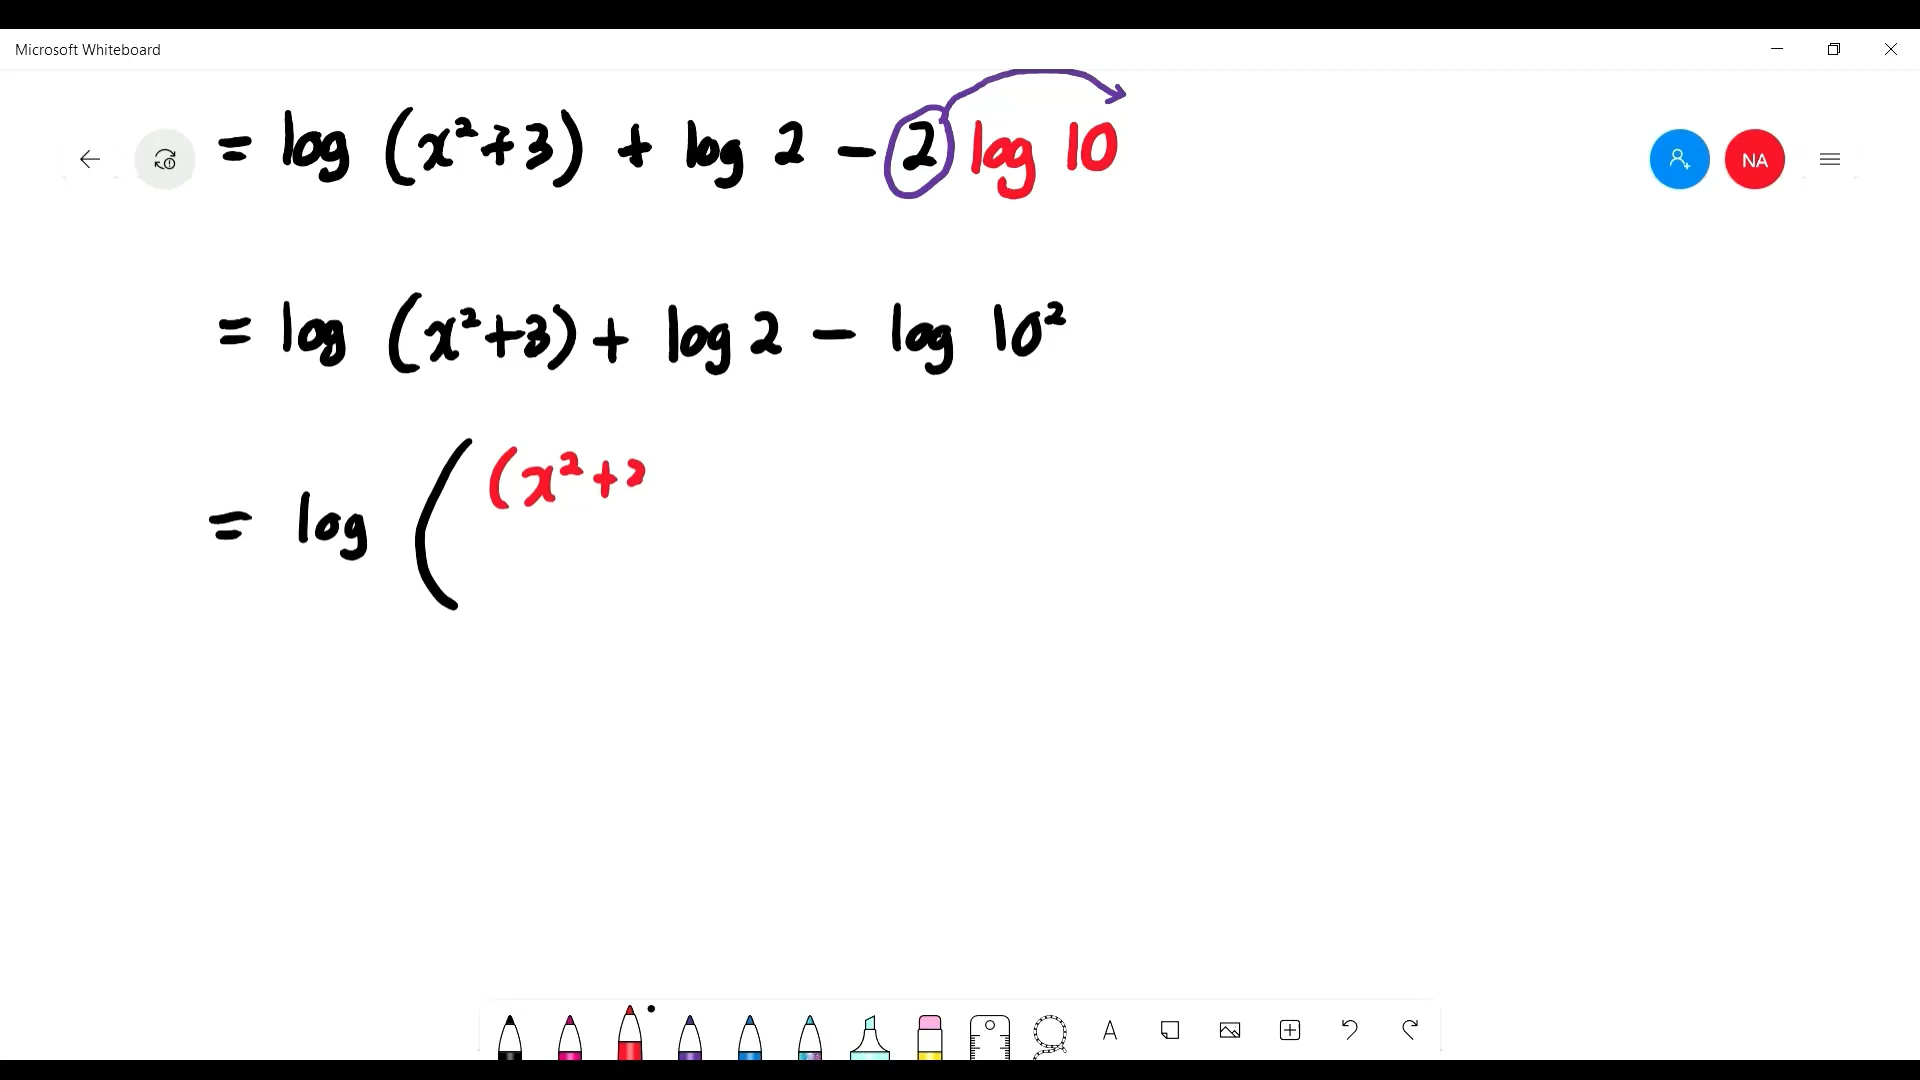 Microsoft Whiteboard
= log (x²+3) + log 2 − 2 log 10
NA
= log (x²+3) + log 2 − log 10²
= log ( (x²+
A